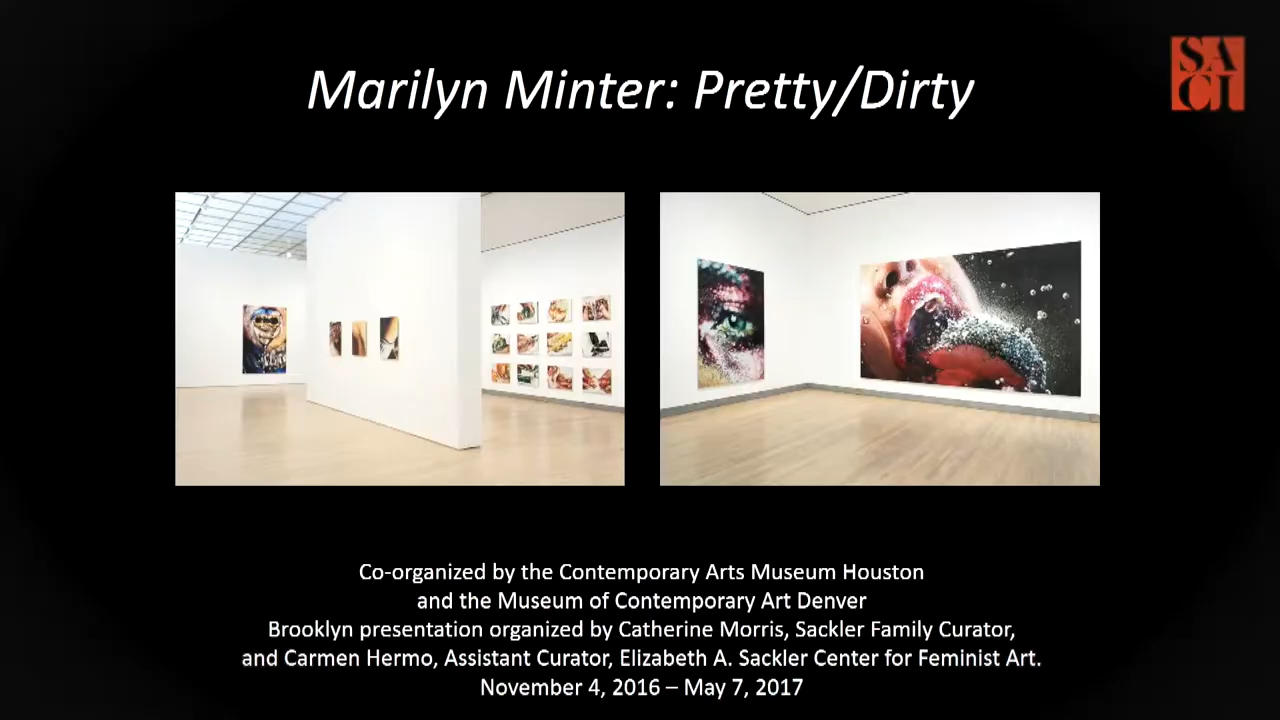 Marilyn Minter: Pretty/Dirty
SA
CI
Co-organized by the Contemporary Arts Museum Houston
and the Museum of Contemporary Art Denver
Brooklyn presentation organized by Catherine Morris, Sackler Family Curator,
and Carmen Hermo, Assistant Curator, Elizabeth A. Sackler Center for Feminist Art.
November 4, 2016 – May 7, 2017